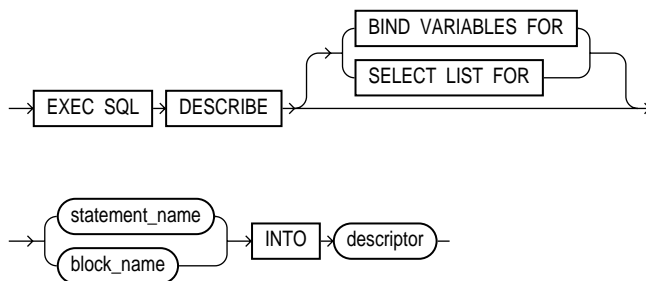 BIND VARIABLES FOR
SELECT LIST FOR
EXEC SQL DESCRIBE
statement_name
block_name
INTO descriptor